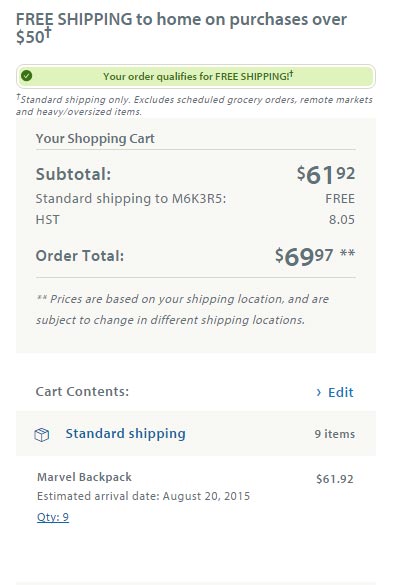 FREE SHIPPING to home on purchases over
$50†
Your order qualifies for FREE SHIPPING!†
†Standard shipping only. Excludes scheduled grocery orders, remote markets
and heavy/oversized items.
Your Shopping Cart
Subtotal: $6192
Standard shipping to M6K3R5: FREE
HST 8.05
Order Total: $6997 **
** Prices are based on your shipping location, and are
subject to change in different shipping locations.
Cart Contents: › Edit
Standard shipping 9 items
Marvel Backpack $61.92
Estimated arrival date: August 20, 2015
Qty: 9